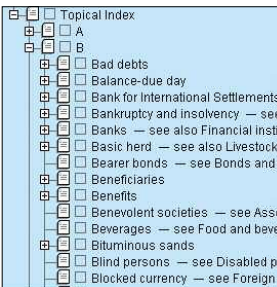 Topical Index
A
B
Bad debts
Balance-due day
Bank for International Settlements
Bankruptcy and insolvency — see
Banks — see also Financial insti
Basic herd — see also Livestock
Bearer bonds — see Bonds and
Beneficiaries
Benefits
Benevolent societies — see Asso
Beverages — see Food and beve
Bituminous sands
Blind persons — see Disabled p
Blocked currency — see Foreign